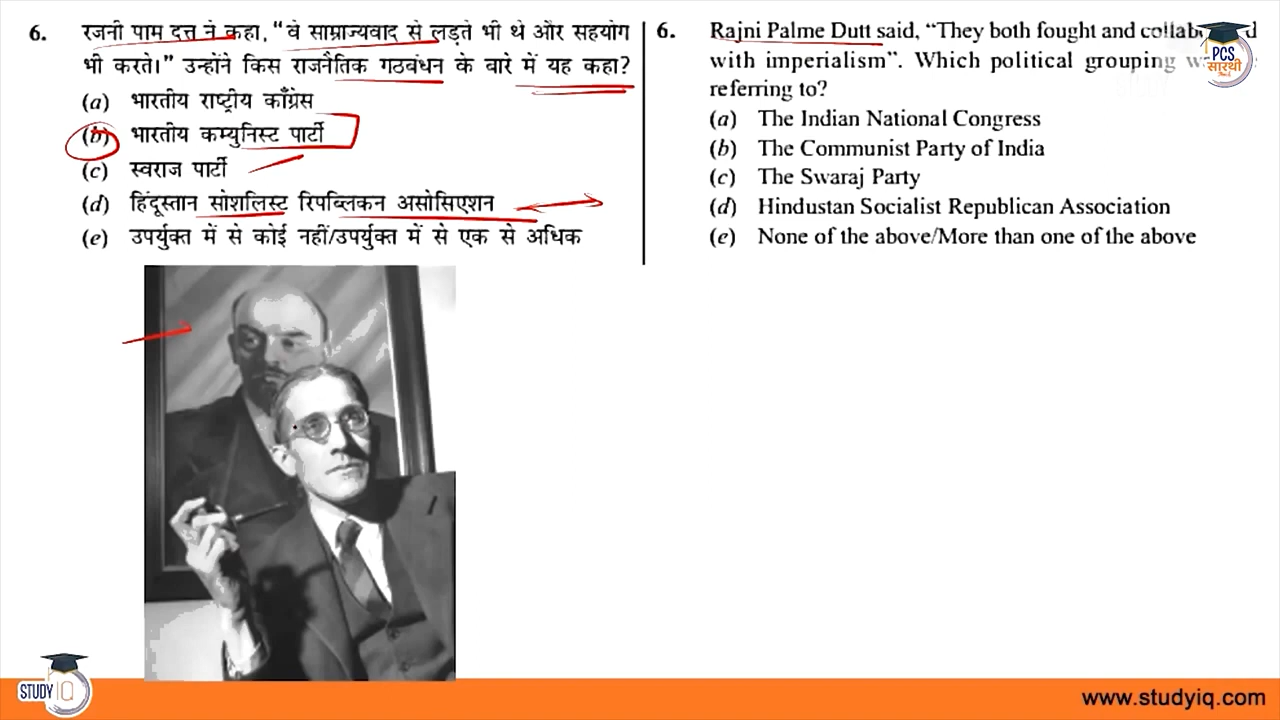 6. रजनी पाम दत्त ने कहा, "वे साम्राज्यवाद से लड़ते भी थे और सहयोग
भी करते।" उन्होंने किस राजनैतिक गठबंधन के बारे में यह कहा?
(a) भारतीय राष्ट्रीय काँग्रेस
(b) भारतीय कम्युनिस्ट पार्टी
(c) स्वराज पार्टी
(d) हिंदूस्तान सोशलिस्ट रिपब्लिकन असोसिएशन
(e) उपर्युक्त में से कोई नहीं/उपर्युक्त में से एक से अधिक
6. Rajni Palme Dutt said, "They both fought and
with imperialism". Which political grouping
referring to?
(a) The Indian National Congress
(b) The Communist Party of India
(c) The Swaraj Party
(d) Hindustan Socialist Republican Association
(e) None of the above/More than one of the above
PCS
सारथी
STUDY IQ
www.studyiq.com